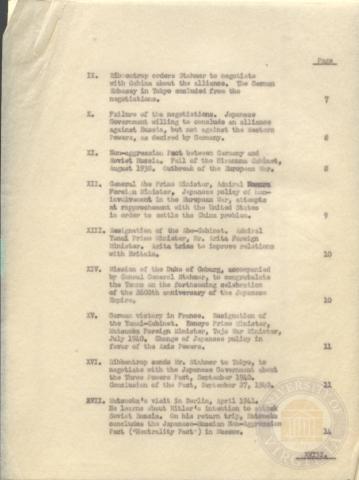 Page
IX. Ribbentrop orders Stahmer to negotiate
with Oshima about the alliance. The German
Embassy in Tokyo excluded from the
negotiations. 7
X. Failure of the negotiations. Japanese
Government willing to conclude an alliance
against Russia, but not against the Western
Powers, as desired by Germany. 8
XI. Non-aggression Pact between Germany and
Soviet Russia. Fall of the Hiranuma Cabinet,
August 1939. Outbreak of the European War. 8
XII. General Abe Prime Minister, Admiral Nomura
Foreign Minister, Japanese policy of non-
involvement in the European War, attempts
at rapprochement with the United States
in order to settle the China problem. 9
XIII. Resignation of the Abe-Cabinet. Admiral
Yonai Prime Minister, Mr. Arita Foreign
Minister. Arita tries to improve relations
with Britain. 10
XIV. Mission of the Duke of Coburg, accompanied
by Consul General Stahmer, to congratulate
the Tenno on the forthcoming celebration
of the 2600th anniversary of the Japanese
Empire. 10
XV. German victory in France. Resignation
of the Yonai-Cabinet. Konoye Prime Minister,
Matsuoka Foreign Minister, Tojo War Minister,
July 1940. Change of Japanese policy in
favor of the Axis Powers. 11
XVI. Ribbentrop sends Mr. Stahmer to Tokyo, to
negotiate with the Japanese Government about
the Three Powers Pact, September 1940.
Conclusion of the Pact, September 27, 1940. 11
XVII. Matsuoka's visit in Berlin, April 1941.
He learns about Hitler's intention to attack
Soviet Russia. On his return trip, Matsuoka
concludes the Japanese-Russian Non-Aggression
Pact ("Neutrality Pact") in Moscow. 14
UNIVERSITY
VIRGINIA